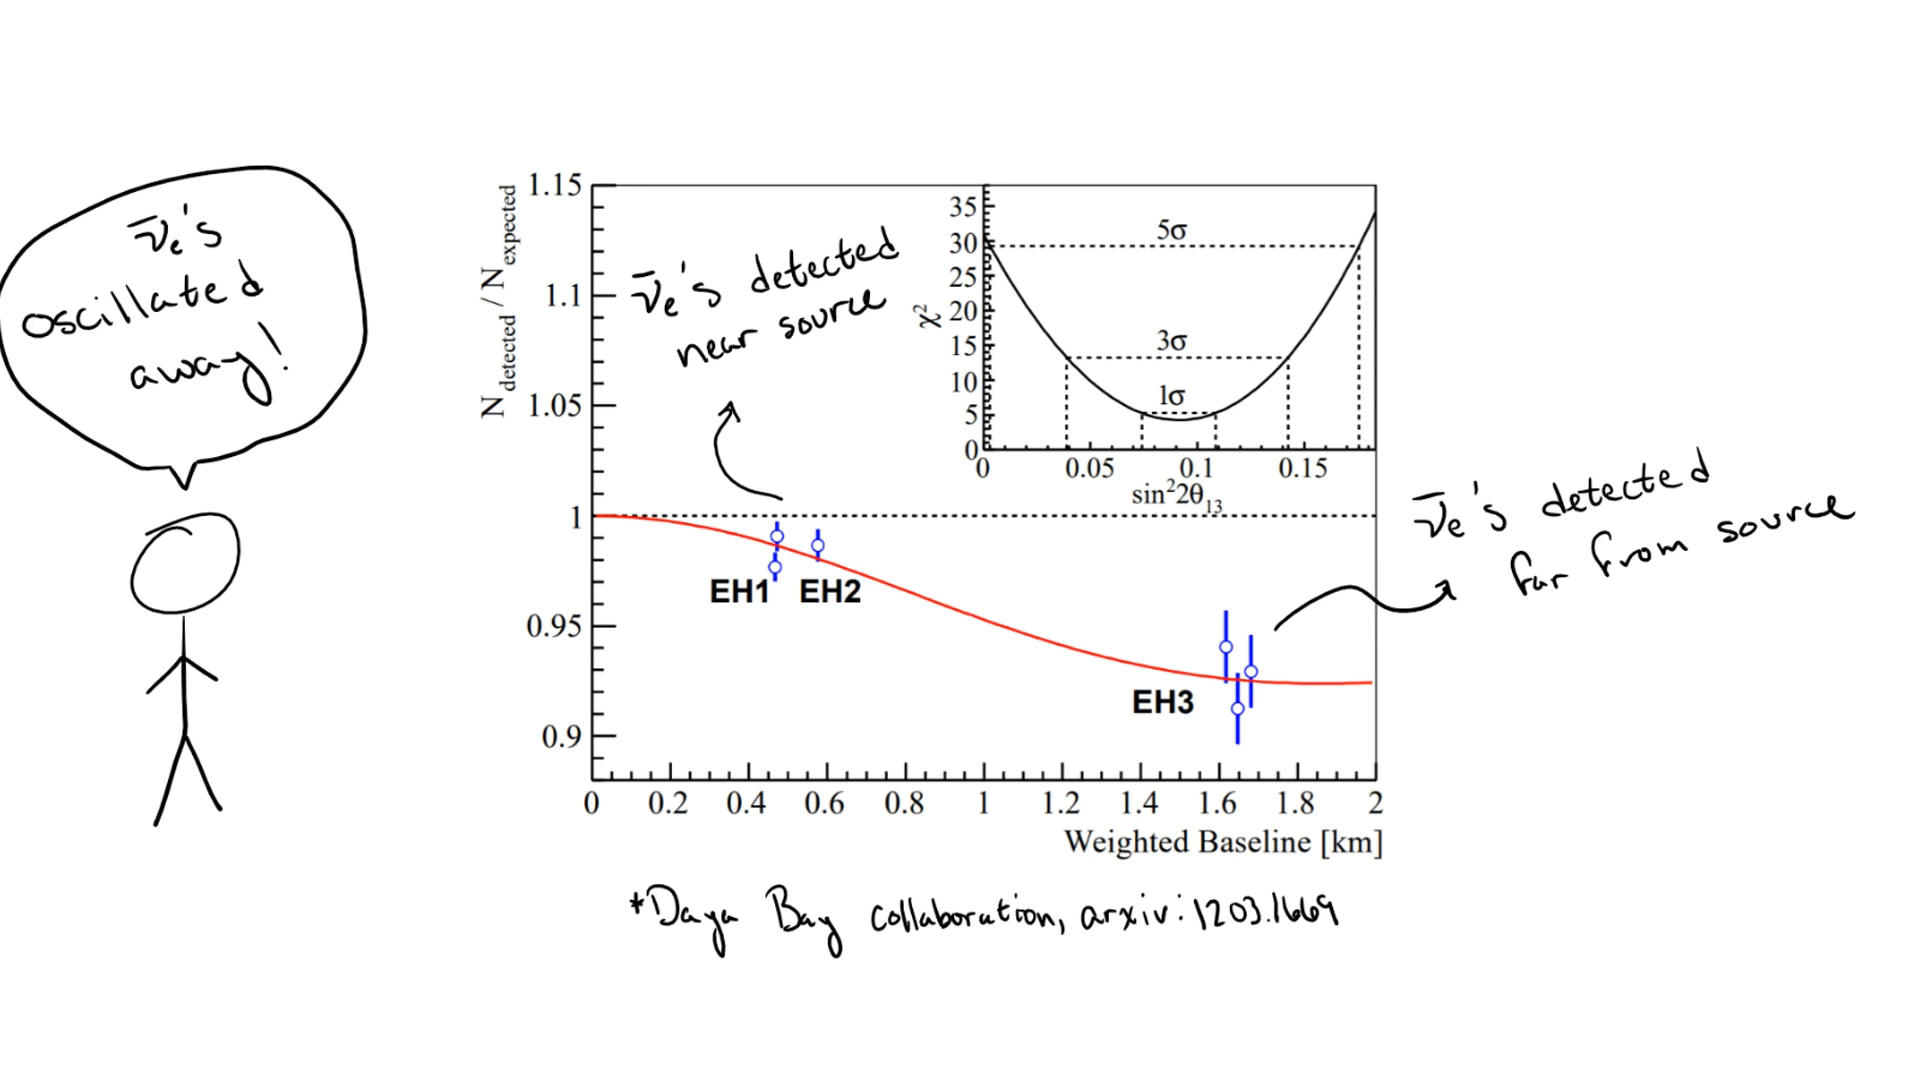 ν̄e's
oscillated
away!
Ndetected / Nexpected
1.15
1.1
1.05
1
0.95
0.9
ν̄e's detected
near source
χ2
35
30
25
20
15
10
5
0
5σ
3σ
1σ
0 0.05 0.1 0.15
sin²2θ13
EH1 EH2
EH3
ν̄e's detected
far from source
0 0.2 0.4 0.6 0.8 1 1.2 1.4 1.6 1.8 2
Weighted Baseline [km]
*Daya Bay collaboration, arxiv:1203.1669